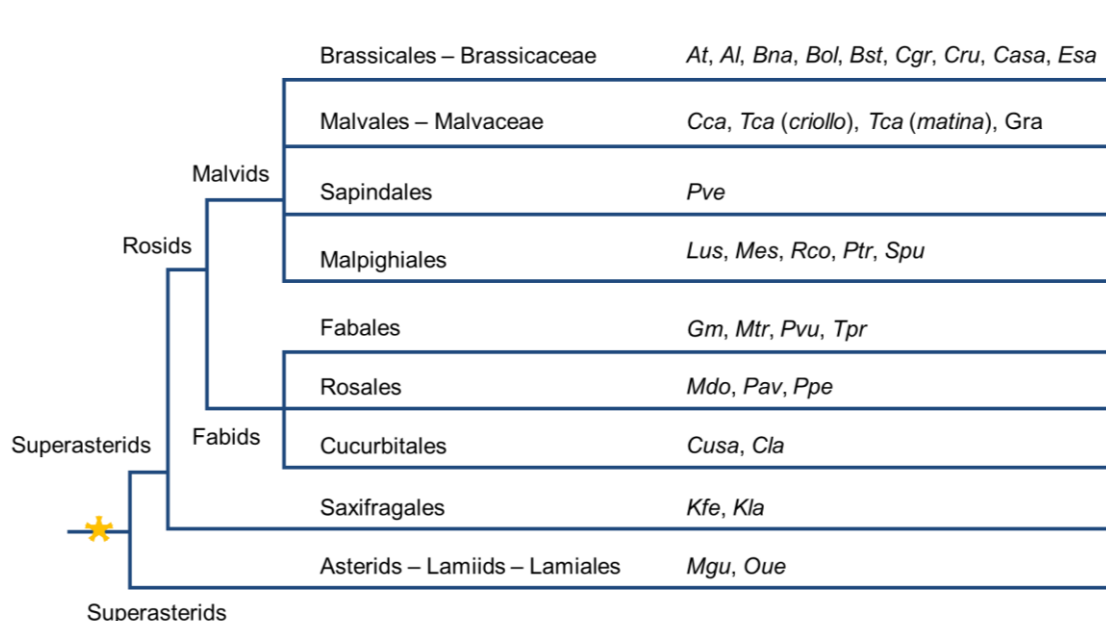 Brassicales – Brassicaceae At, Al, Bna, Bol, Bst, Cgr, Cru, Casa, Esa
Malvales – Malvaceae Cca, Tca (criollo), Tca (matina), Gra
Malvids
Sapindales Pve
Rosids
Malpighiales Lus, Mes, Rco, Ptr, Spu
Fabales Gm, Mtr, Pvu, Tpr
Rosales Mdo, Pav, Ppe
Superasterids Fabids Cucurbitales Cusa, Cla
Saxifragales Kfe, Kla
Asterids – Lamiids – Lamiales Mgu, Oue
Superasterids